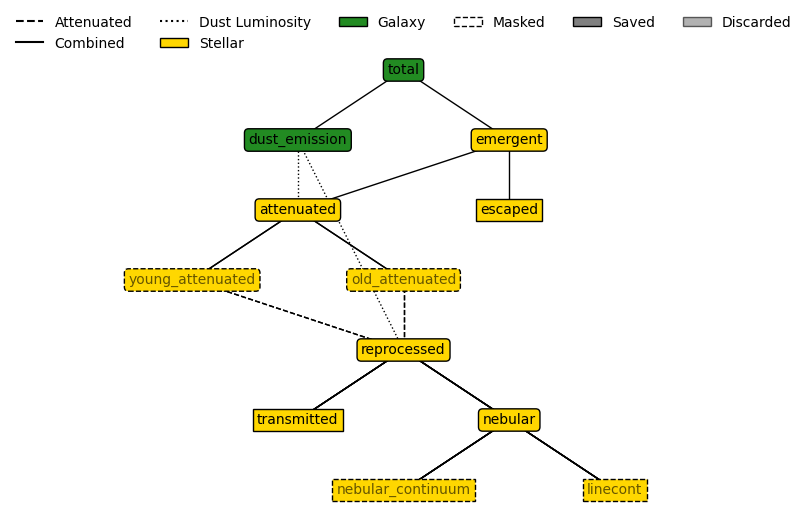 Attenuated Dust Luminosity Galaxy Masked Saved Discarded
Combined Stellar
total
dust_emission emergent
attenuated escaped
young_attenuated old_attenuated
reprocessed
transmitted nebular
nebular_continuum linecont